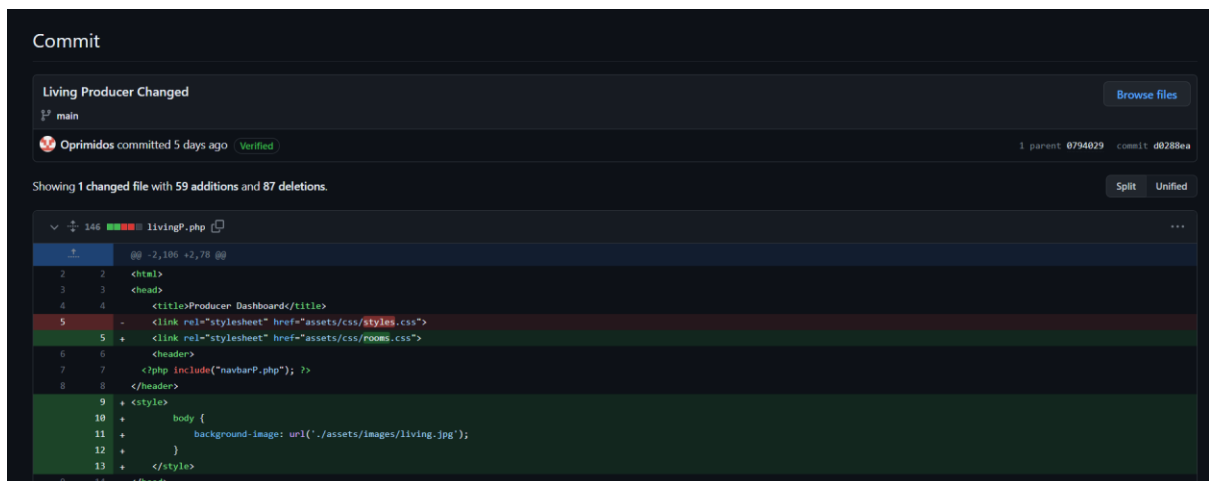 Commit
Living Producer Changed
Browse files
main
Oprimidos committed 5 days ago Verified
1 parent 0794029 commit d0288ea
Showing 1 changed file with 59 additions and 87 deletions.
Split Unified
146 livingP.php
...
@@ -2,106 +2,78 @@
2 2 <html>
3 3 <head>
4 4 <title>Producer Dashboard</title>
5 - <link rel="stylesheet" href="assets/css/styles.css">
5 + <link rel="stylesheet" href="assets/css/rooms.css">
6 6 <header>
7 7 <?php include("navbarP.php"); ?>
8 8 </header>
9 + <style>
10 + body {
11 + background-image: url('./assets/images/living.jpg');
12 + }
13 + </style>